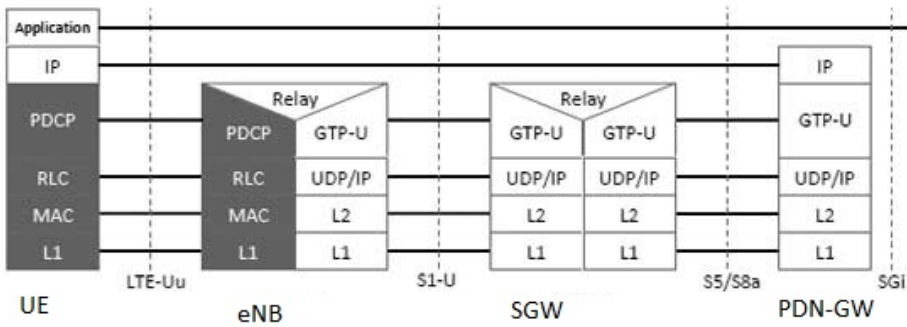 Application
IP IP
Relay Relay
PDCP PDCP GTP-U GTP-U GTP-U GTP-U
RLC RLC UDP/IP UDP/IP UDP/IP UDP/IP
MAC MAC L2 L2 L2 L2
L1 L1 L1 L1 L1 L1
LTE-Uu S1-U S5/S8a SGi
UE eNB SGW PDN-GW